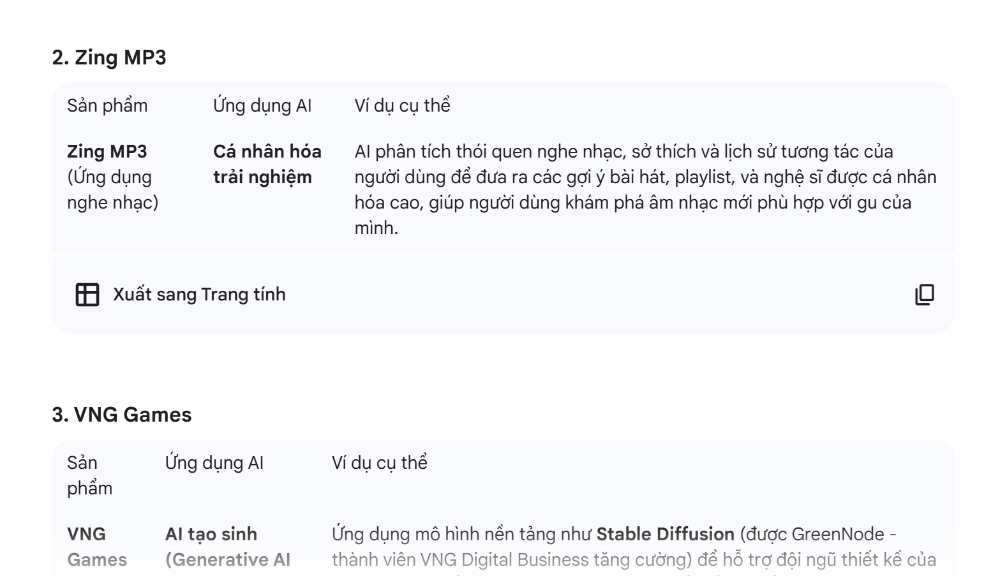 2. Zing MP3
Sản phẩm
Ứng dụng AI
Ví dụ cụ thể
Zing MP3
(Ứng dụng
nghe nhạc)
Cá nhân hóa
trải nghiệm
AI phân tích thói quen nghe nhạc, sở thích và lịch sử tương tác của
người dùng để đưa ra các gợi ý bài hát, playlist, và nghệ sĩ được cá nhân
hóa cao, giúp người dùng khám phá âm nhạc mới phù hợp với gu của
mình.
Xuất sang Trang tính
3. VNG Games
Sản
phẩm
Ứng dụng AI
Ví dụ cụ thể
VNG
Games
AI tạo sinh
(Generative AI
Ứng dụng mô hình nền tảng như Stable Diffusion (được GreenNode -
thành viên VNG Digital Business tăng cường) để hỗ trợ đội ngũ thiết kế của